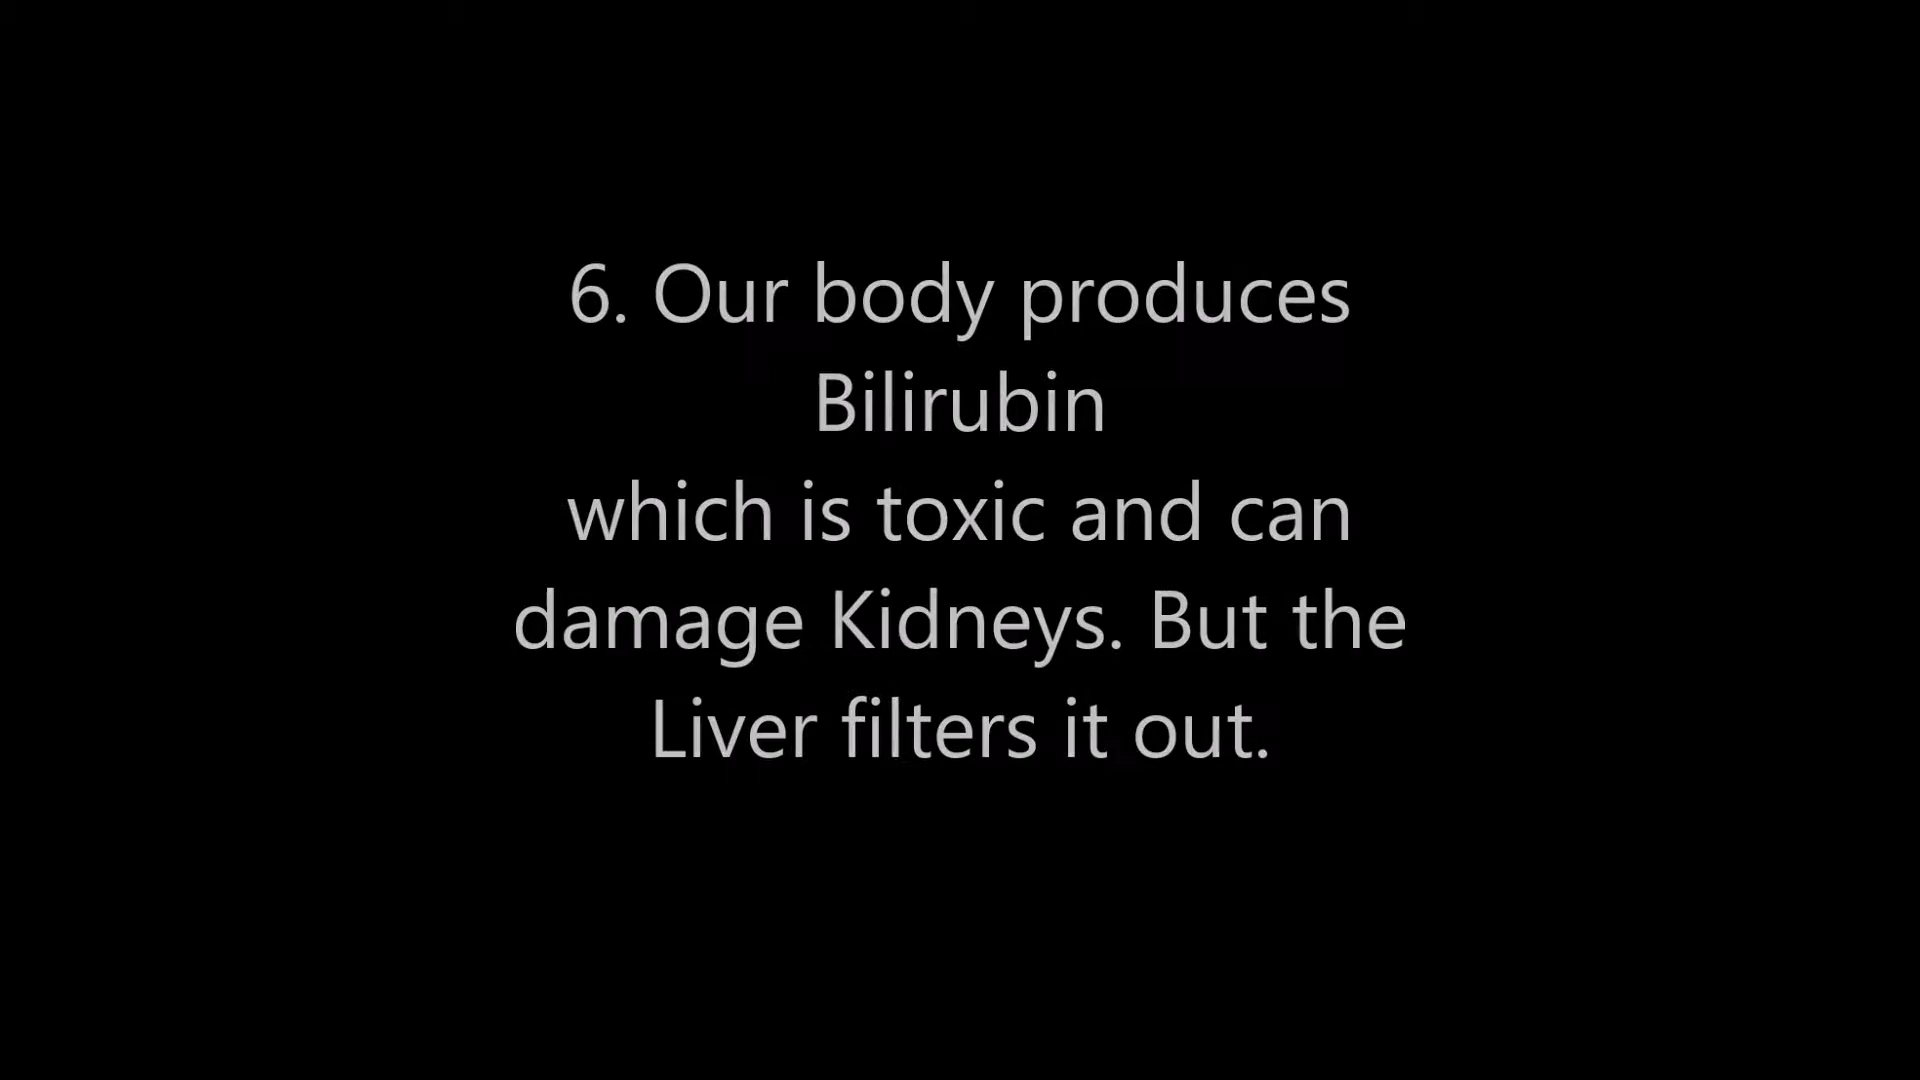 6. Our body produces
Bilirubin
which is toxic and can
damage Kidneys. But the
Liver filters it out.